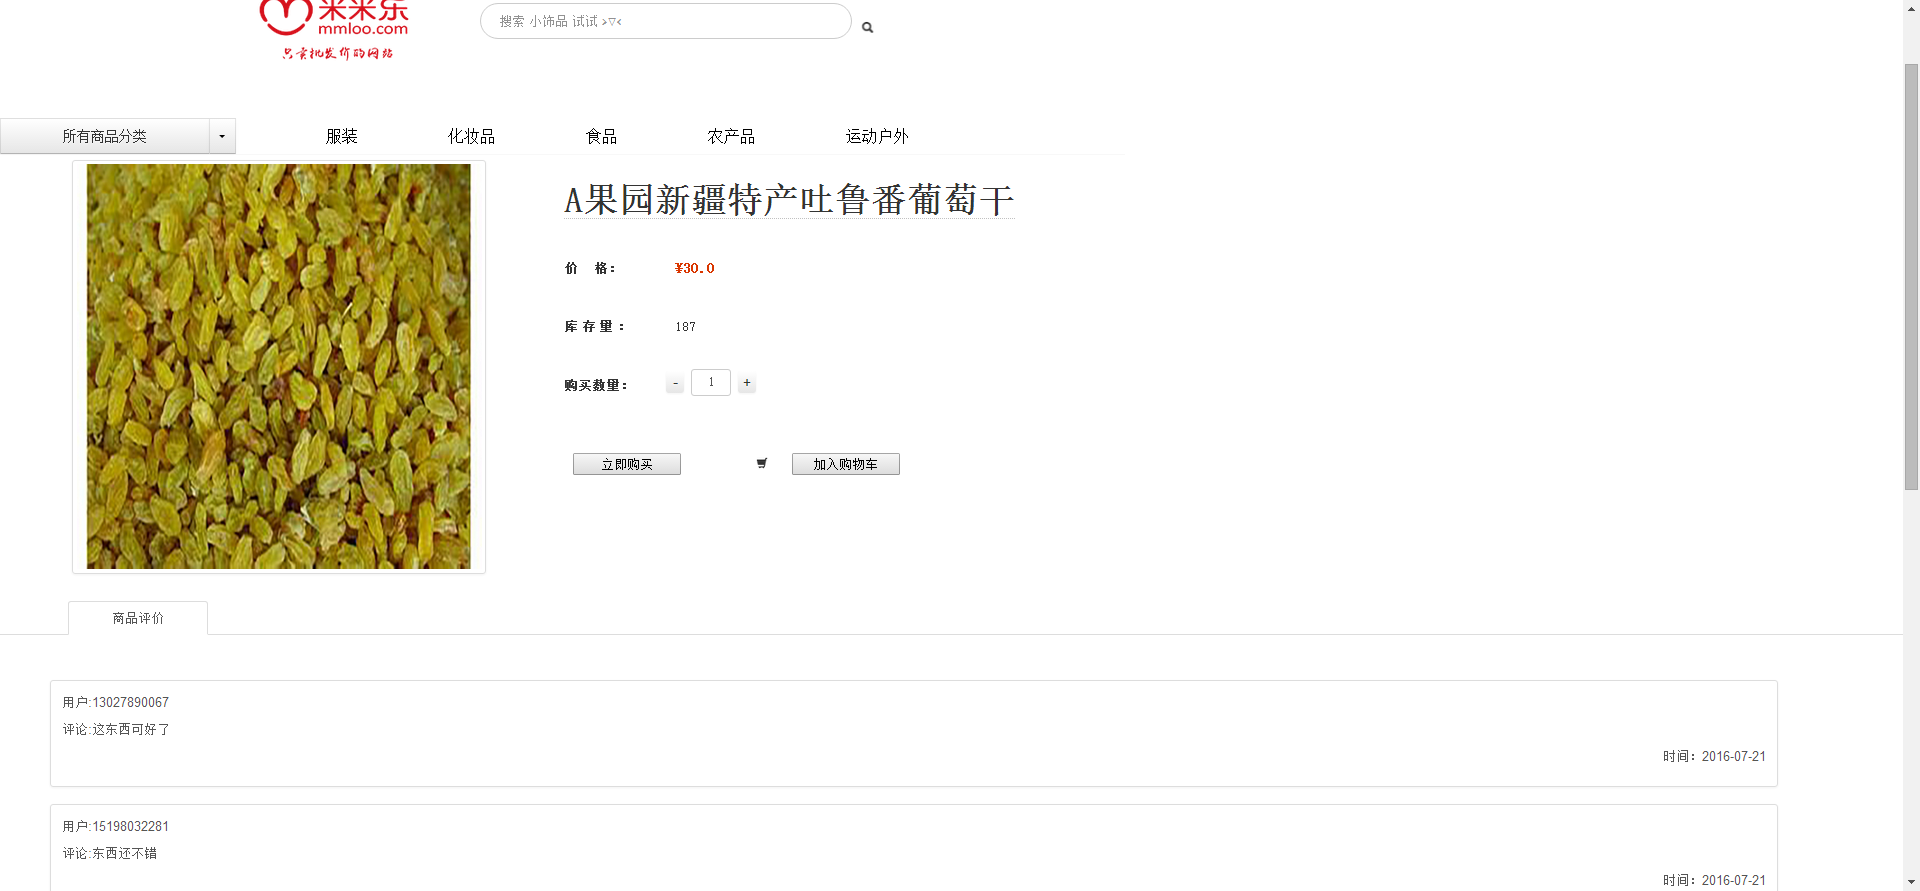 米米乐
mmloo.com
只卖批发价的网站
搜索 小饰品 试试 >▽<
所有商品分类
服装 化妆品 食品 农产品 运动户外
A果园新疆特产吐鲁番葡萄干
价 格： ¥30.0
库 存 量 ： 187
购买数量： - 1 +
立即购买 加入购物车
商品评价
用户:13027890067
评论:这东西可好了
时间：2016-07-21
用户:15198032281
评论:东西还不错
时间：2016-07-21